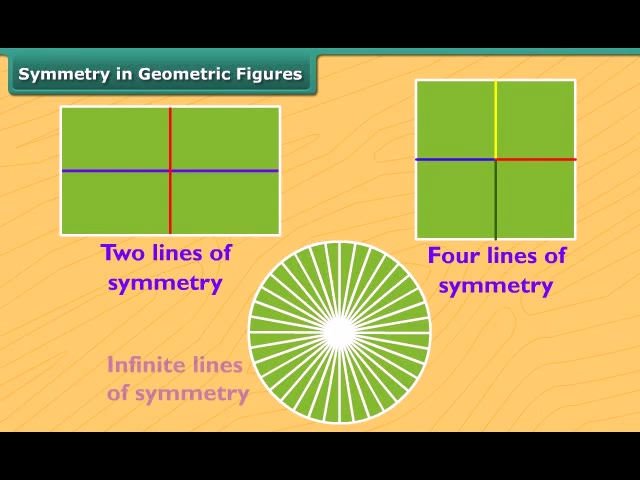 Symmetry in Geometric Figures
Two lines of
symmetry
Four lines of
symmetry
Infinite lines
of symmetry